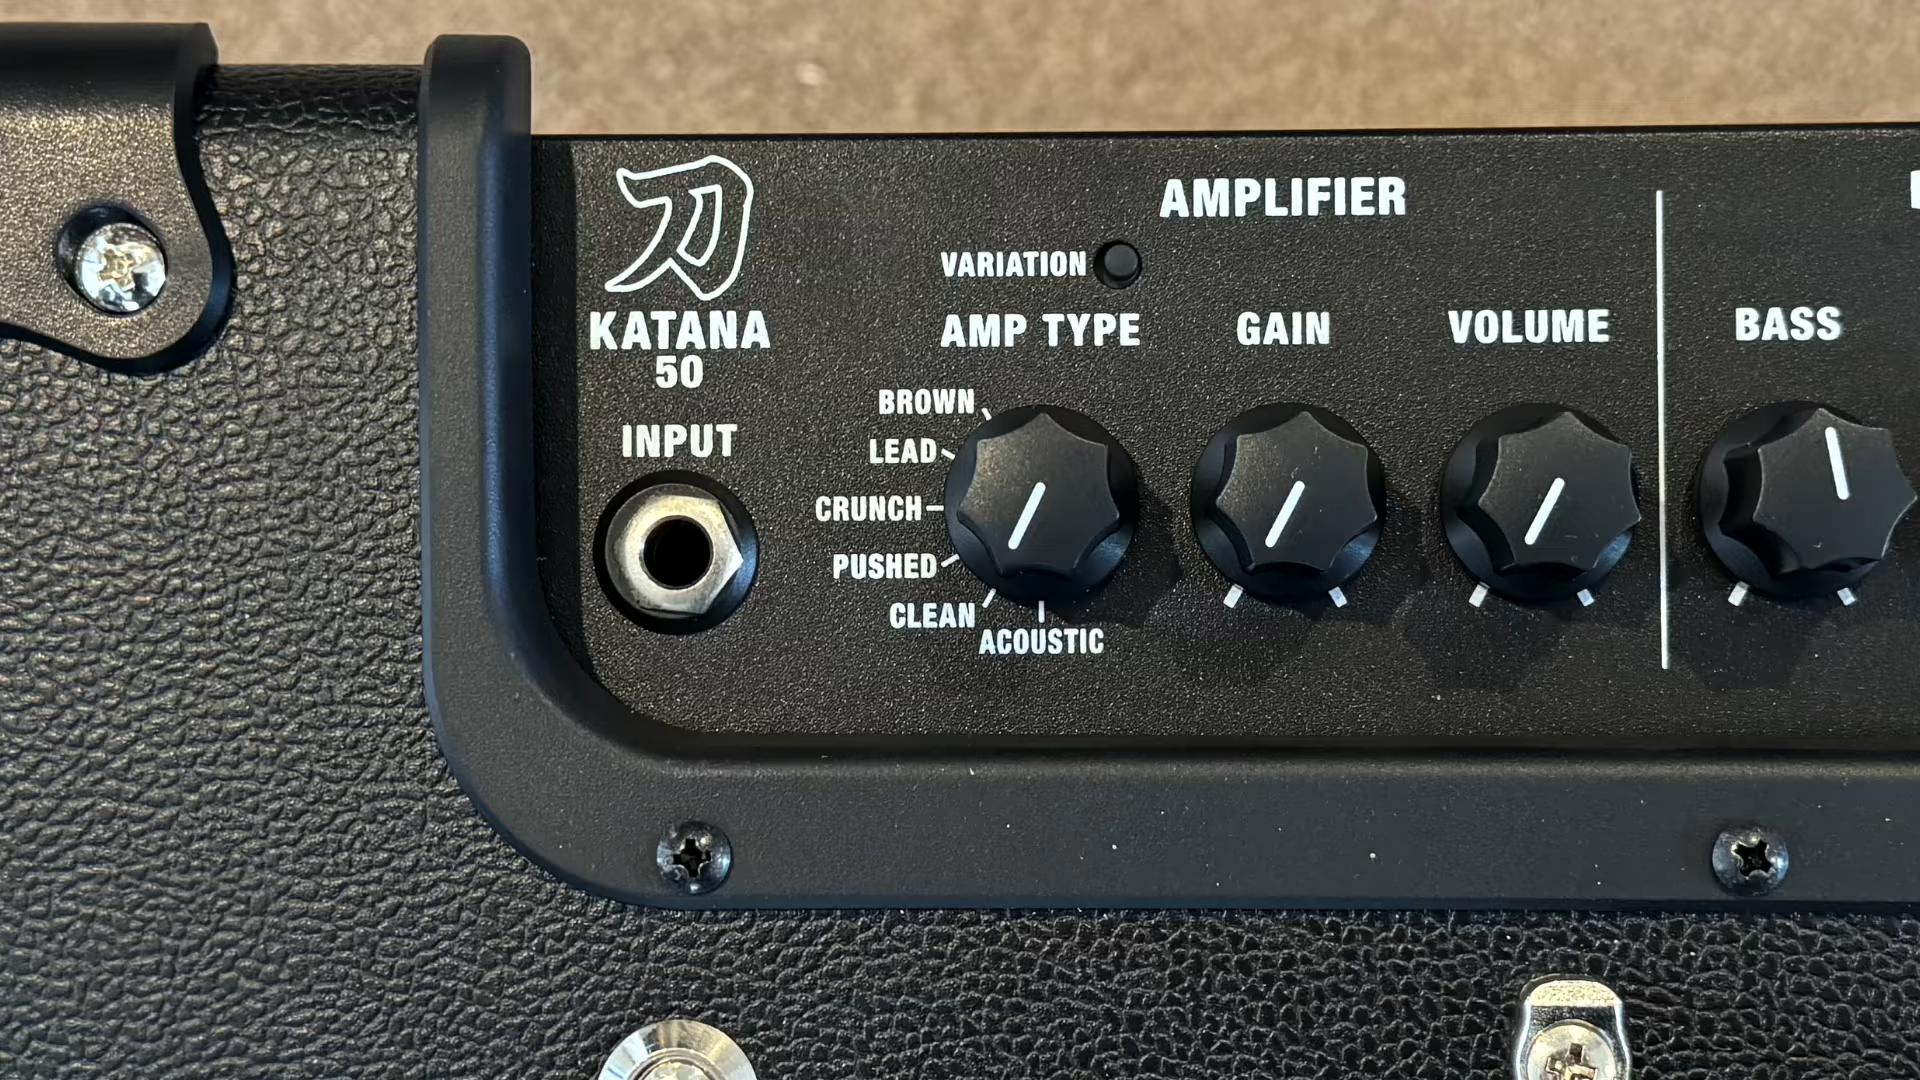 刀
KATANA
50
INPUT
AMPLIFIER
VARIATION
AMP TYPE
BROWN
LEAD
CRUNCH
PUSHED
CLEAN
ACOUSTIC
GAIN
VOLUME
BASS